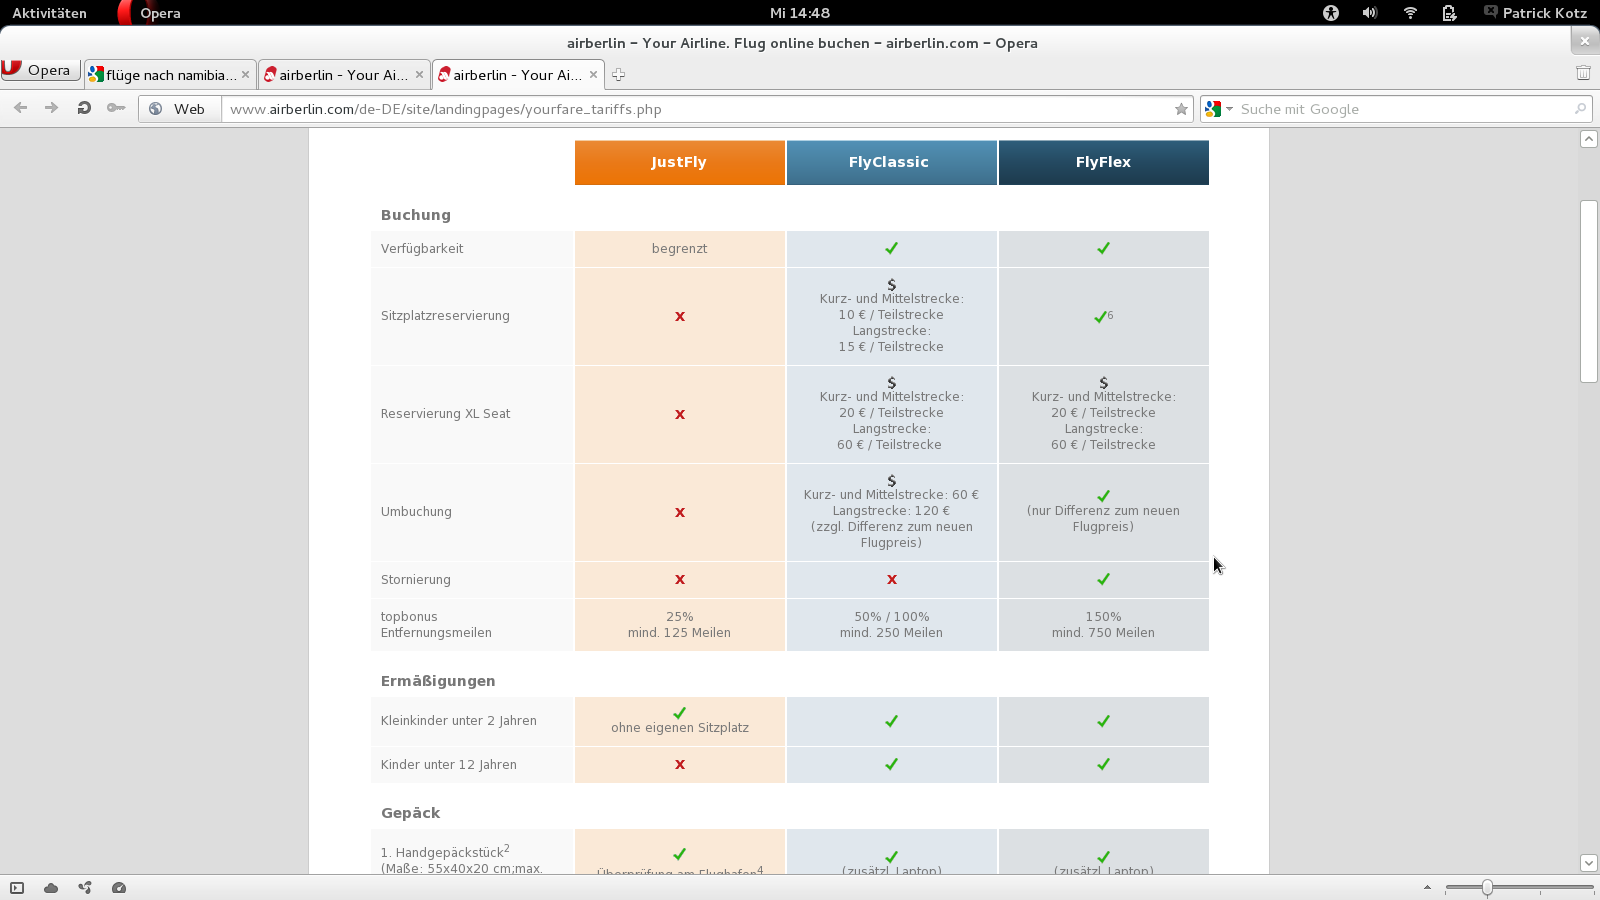 Aktivitäten Opera Mi 14:48 Patrick Kotz
airberlin – Your Airline. Flug online buchen – airberlin.com – Opera
Opera flüge nach namibia... airberlin - Your Ai... airberlin - Your Ai...
Web www.airberlin.com/de-DE/site/landingpages/yourfare_tariffs.php Suche mit Google
JustFly FlyClassic FlyFlex
Buchung
Verfügbarkeit begrenzt
Sitzplatzreservierung
x
$
Kurz- und Mittelstrecke:
10 € / Teilstrecke
Langstrecke:
15 € / Teilstrecke
6
Reservierung XL Seat
x
$
Kurz- und Mittelstrecke:
20 € / Teilstrecke
Langstrecke:
60 € / Teilstrecke
$
Kurz- und Mittelstrecke:
20 € / Teilstrecke
Langstrecke:
60 € / Teilstrecke
Umbuchung
x
$
Kurz- und Mittelstrecke: 60 €
Langstrecke: 120 €
(zzgl. Differenz zum neuen
Flugpreis)
(nur Differenz zum neuen
Flugpreis)
Stornierung x x
topbonus
Entfernungsmeilen
25%
mind. 125 Meilen
50% / 100%
mind. 250 Meilen
150%
mind. 750 Meilen
Ermäßigungen
Kleinkinder unter 2 Jahren
ohne eigenen Sitzplatz
Kinder unter 12 Jahren x
Gepäck
1. Handgepäckstück2
(Maße: 55x40x20 cm;max.
Überprüfung am Flughafen4
(zusätzl. Laptop)
(zusätzl. Laptop)